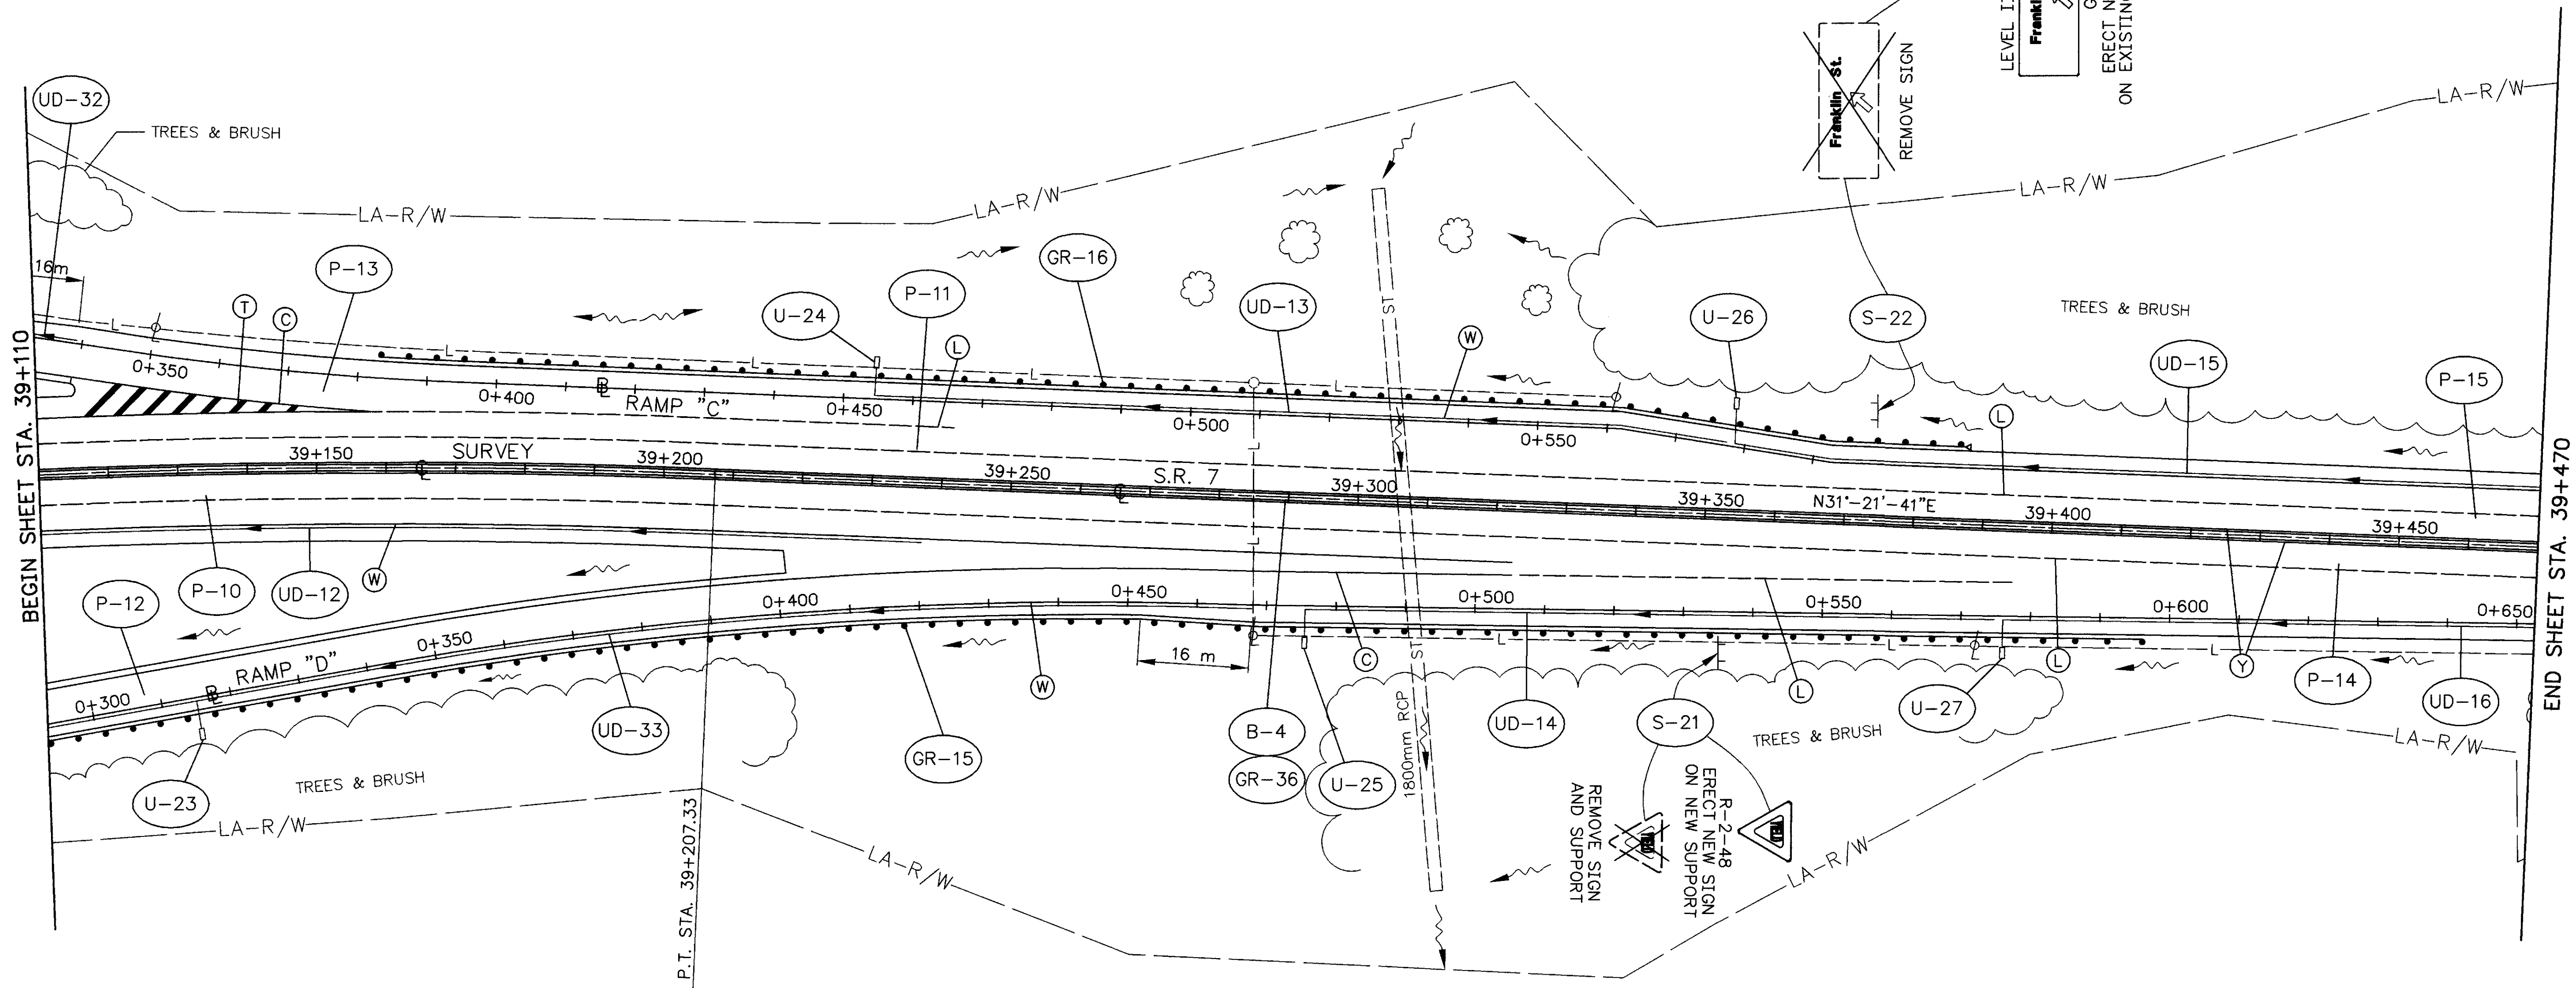 LEVEL I
Frankl
G
ERECT N
ON EXISTING
Franklin St.
REMOVE SIGN
UD-32
TREES & BRUSH
LA-R/W
LA-R/W
LA-R/W
LA-R/W
16m
T
C
P-13
U-24
P-11
L
GR-16
UD-13
W
U-26
S-22
TREES & BRUSH
L
UD-15
P-15
BEGIN SHEET STA. 39+110
END SHEET STA. 39+470
L
L
L
L
L
0+350
0+400
0+450
0+500
0+550
RAMP "C"
ST
39+150
SURVEY
39+200
39+250
S.R. 7
39+300
39+350
N31°-21'-41"E
39+400
39+450
L
L
0+300
RAMP "D"
0+350
0+400
0+450
0+500
0+550
0+600
0+650
16 m
ST
L
L
L
P-12
P-10
UD-12
W
UD-33
GR-15
W
B-4
GR-36
U-25
C
UD-14
S-21
L
U-27
L
Y
P-14
UD-16
U-23
TREES & BRUSH
TREES & BRUSH
LA-R/W
LA-R/W
LA-R/W
LA-R/W
P.T. STA. 39+207.33
1800mm RCP
REMOVE SIGN
AND SUPPORT
YIELD
R-2-48
ERECT NEW SIGN
ON NEW SUPPORT
YIELD